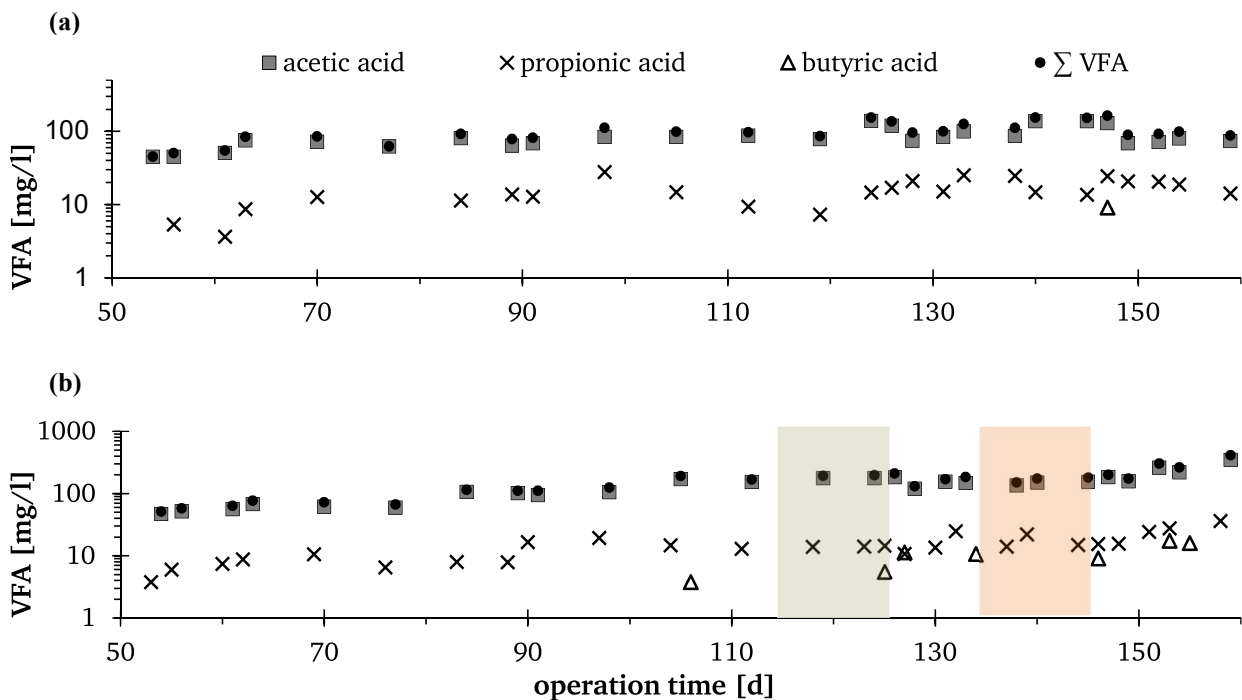 (a)
acetic acid propionic acid butyric acid ∑ VFA
VFA [mg/l]
100
10
1
50 70 90 110 130 150
(b)
VFA [mg/l]
1000
100
10
1
50 70 90 110 130 150
operation time [d]